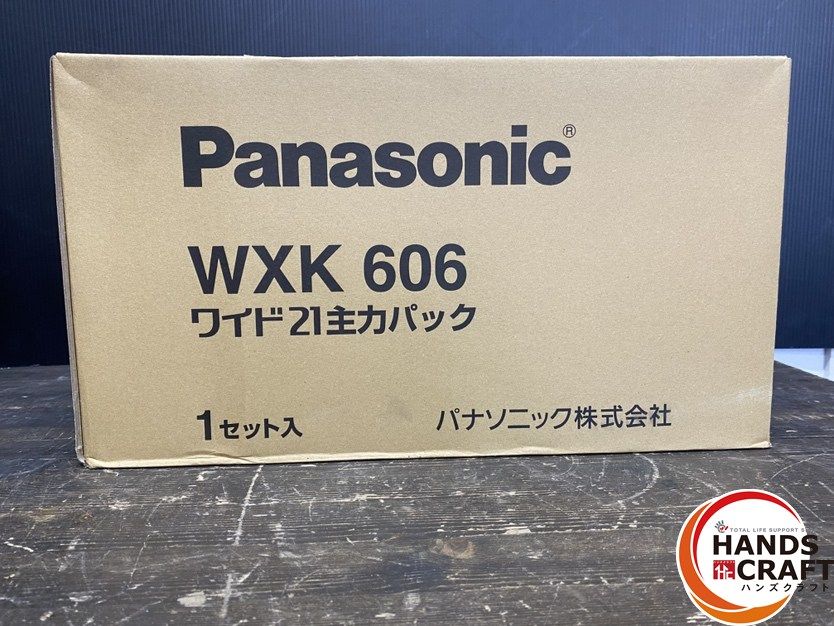 Panasonic®
WXK 606
ワイド21主力パック
1セット入
パナソニック株式会社
TOTAL LIFE SUPPORT
HANDS
CRAFT
ハンズクラフト